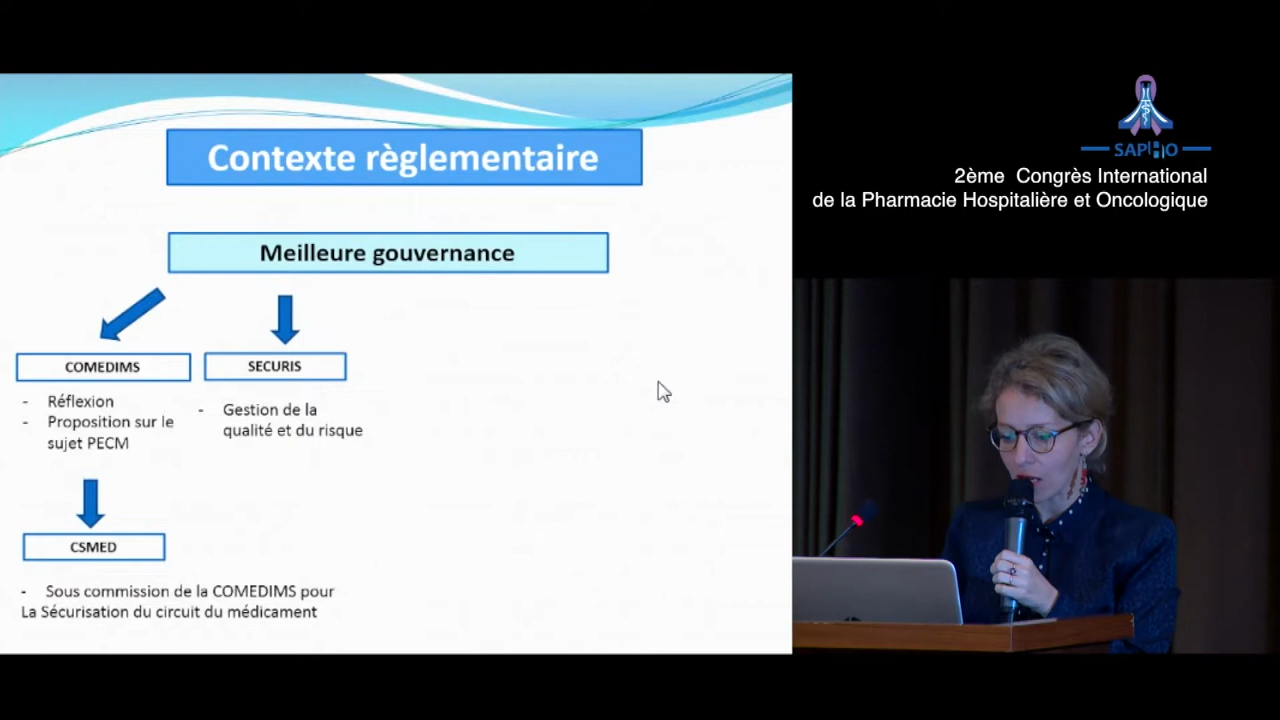 Contexte règlementaire
Meilleure gouvernance
COMEDIMS
- Réflexion
- Proposition sur le
sujet PECM
SECURIS
- Gestion de la
qualité et du risque
CSMED
- Sous commission de la COMEDIMS pour
La Sécurisation du circuit du médicament
SAPHO
2ème Congrès International
de la Pharmacie Hospitalière et Oncologique